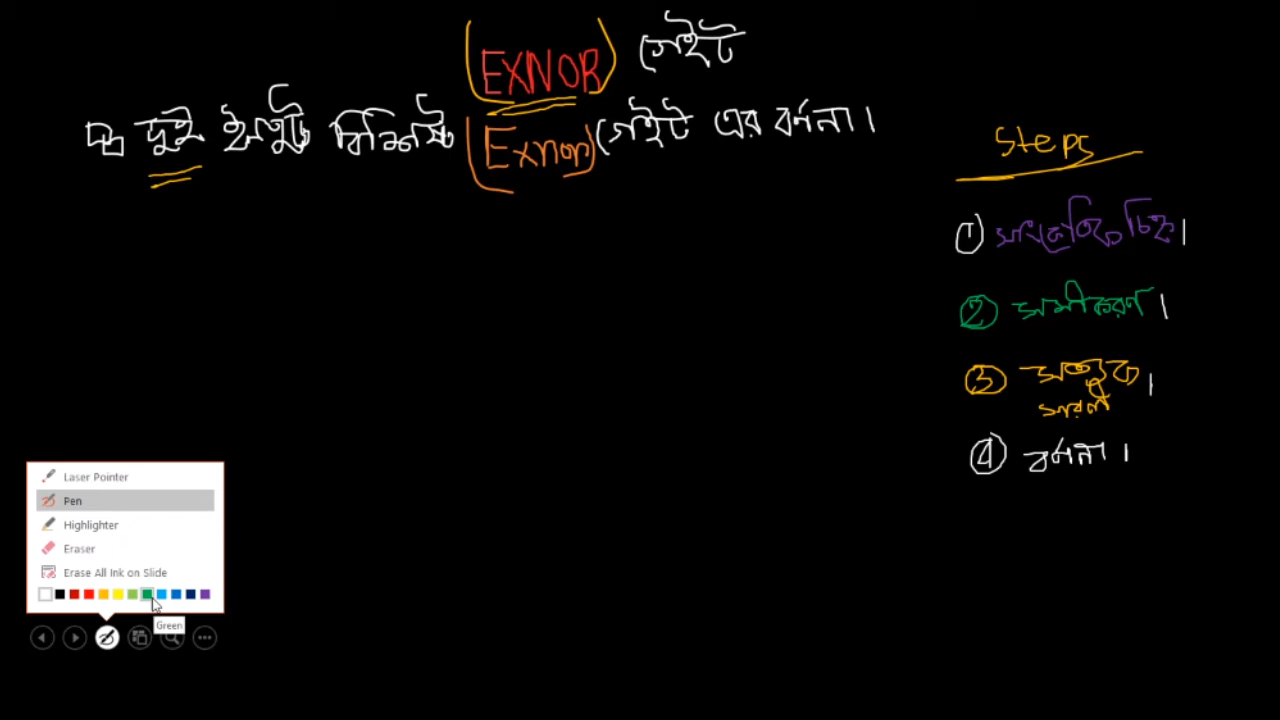 (EXNOR) গেইট
দুই ইনপুট বিশিষ্ট (Exnor) গেইট এর বর্ণনা।
Steps
① সাংকেতিক চিহ্ন।
② সমীকরণ।
③ সত্যক
সারণী।
④ বর্ণনা।
Laser Pointer
Pen
Highlighter
Eraser
Erase All Ink on Slide
Green